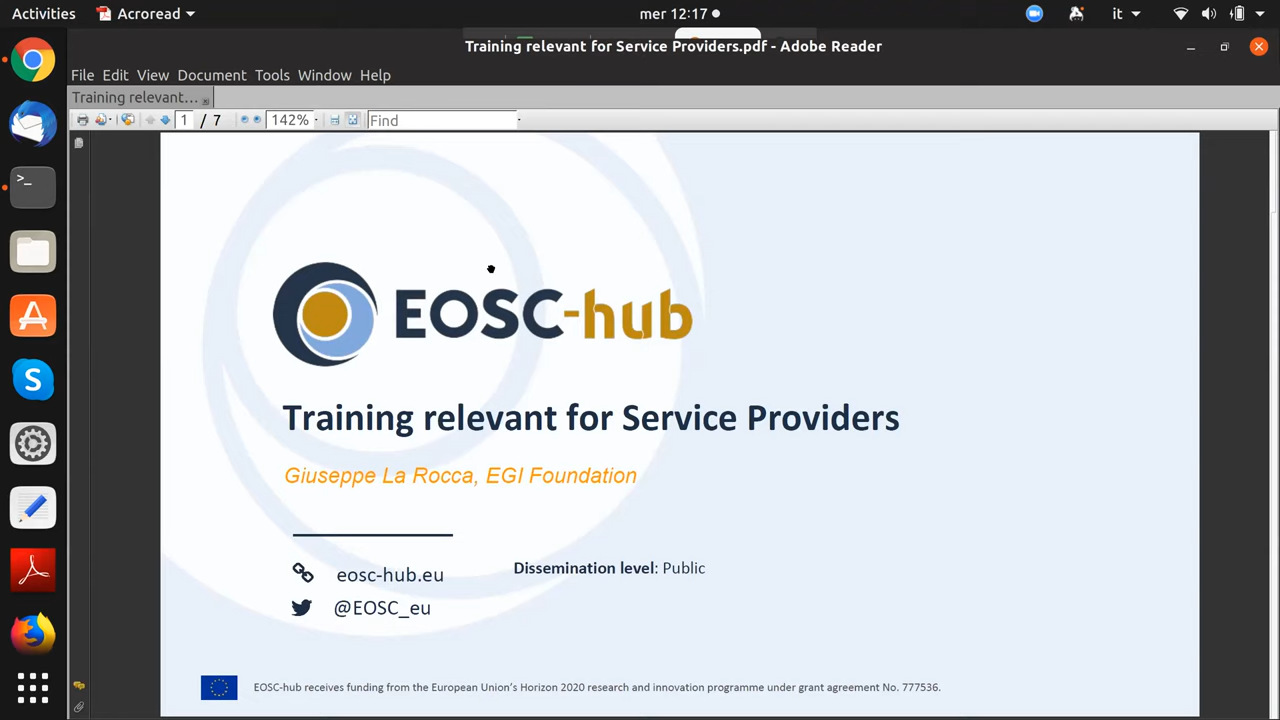 Activities Acroread mer 12:17 it
Training relevant for Service Providers.pdf - Adobe Reader
File Edit View Document Tools Window Help
Training relevant...
1 / 7 142% Find
EOSC-hub
Training relevant for Service Providers
Giuseppe La Rocca, EGI Foundation
eosc-hub.eu
Dissemination level: Public
@EOSC_eu
EOSC-hub receives funding from the European Union's Horizon 2020 research and innovation programme under grant agreement No. 777536.